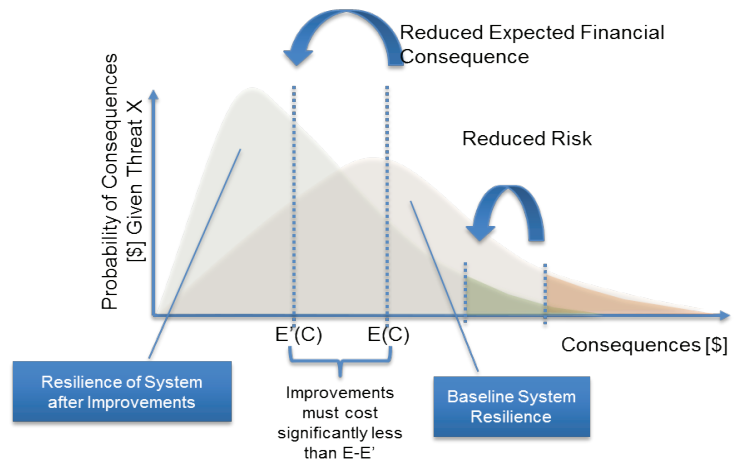 Reduced Expected Financial
Consequence
Probability of Consequences
[$] Given Threat X
Reduced Risk
E'(C)
E(C)
Consequences [$]
Resilience of System
after Improvements
Improvements
must cost
significantly less
than E-E’
Baseline System
Resilience